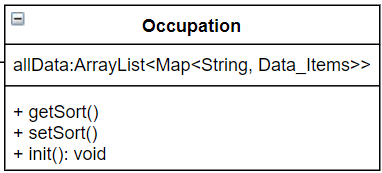 Occupation
allData:ArrayList<Map<String, Data_Items>>
+ getSort()
+ setSort()
+ init(): void